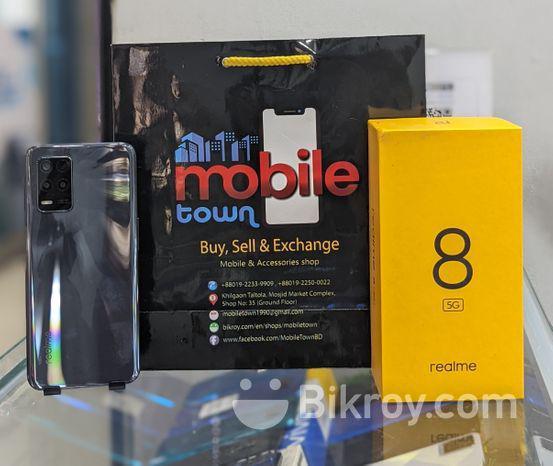 mobile
town
Buy, Sell & Exchange
Mobile & Accessories shop
+88019-2233-9909 , +88019-2250-0022
Khilgaon Taltola, Mosjid Market Complex,
Shop No: 35 (Ground Floor)
mobiletown1990@gmail.com
bikroy.com/en/shops/mobiletown
www.facebook.com/MobileTownBD
8
5G
realme
realme
Bikroy.com